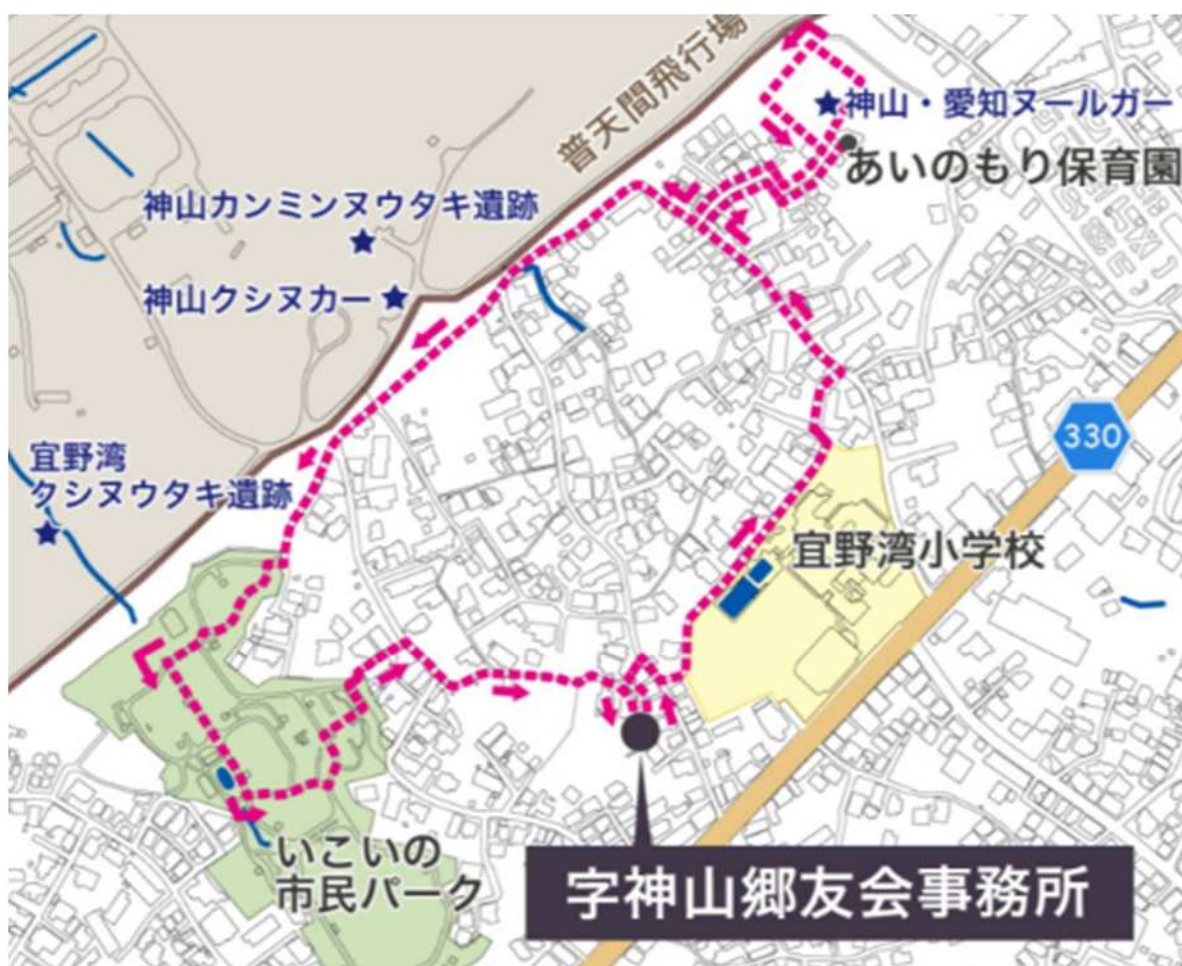 普天間飛行場
神山・愛知ヌールガー
あいのもり保育園
神山カンミンヌウタキ遺跡
神山クシヌカー
330
宜野湾
クシヌウタキ遺跡
宜野湾小学校
いこいの
市民パーク
字神山郷友会事務所